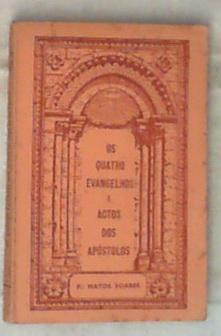 OS
QUATRO
EVANGELHOS
E
ACTOS
DOS
APÓSTOLOS
P. MATOS SOARES